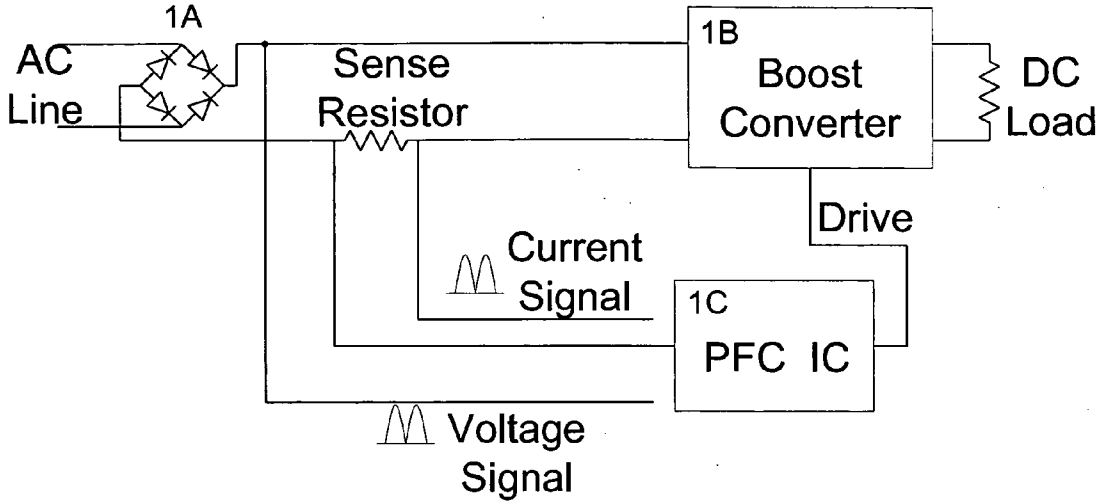 1A
AC
Line
Sense
Resistor
1B
Boost
Converter
DC
Load
Drive
Current
Signal
1C
PFC IC
Voltage
Signal